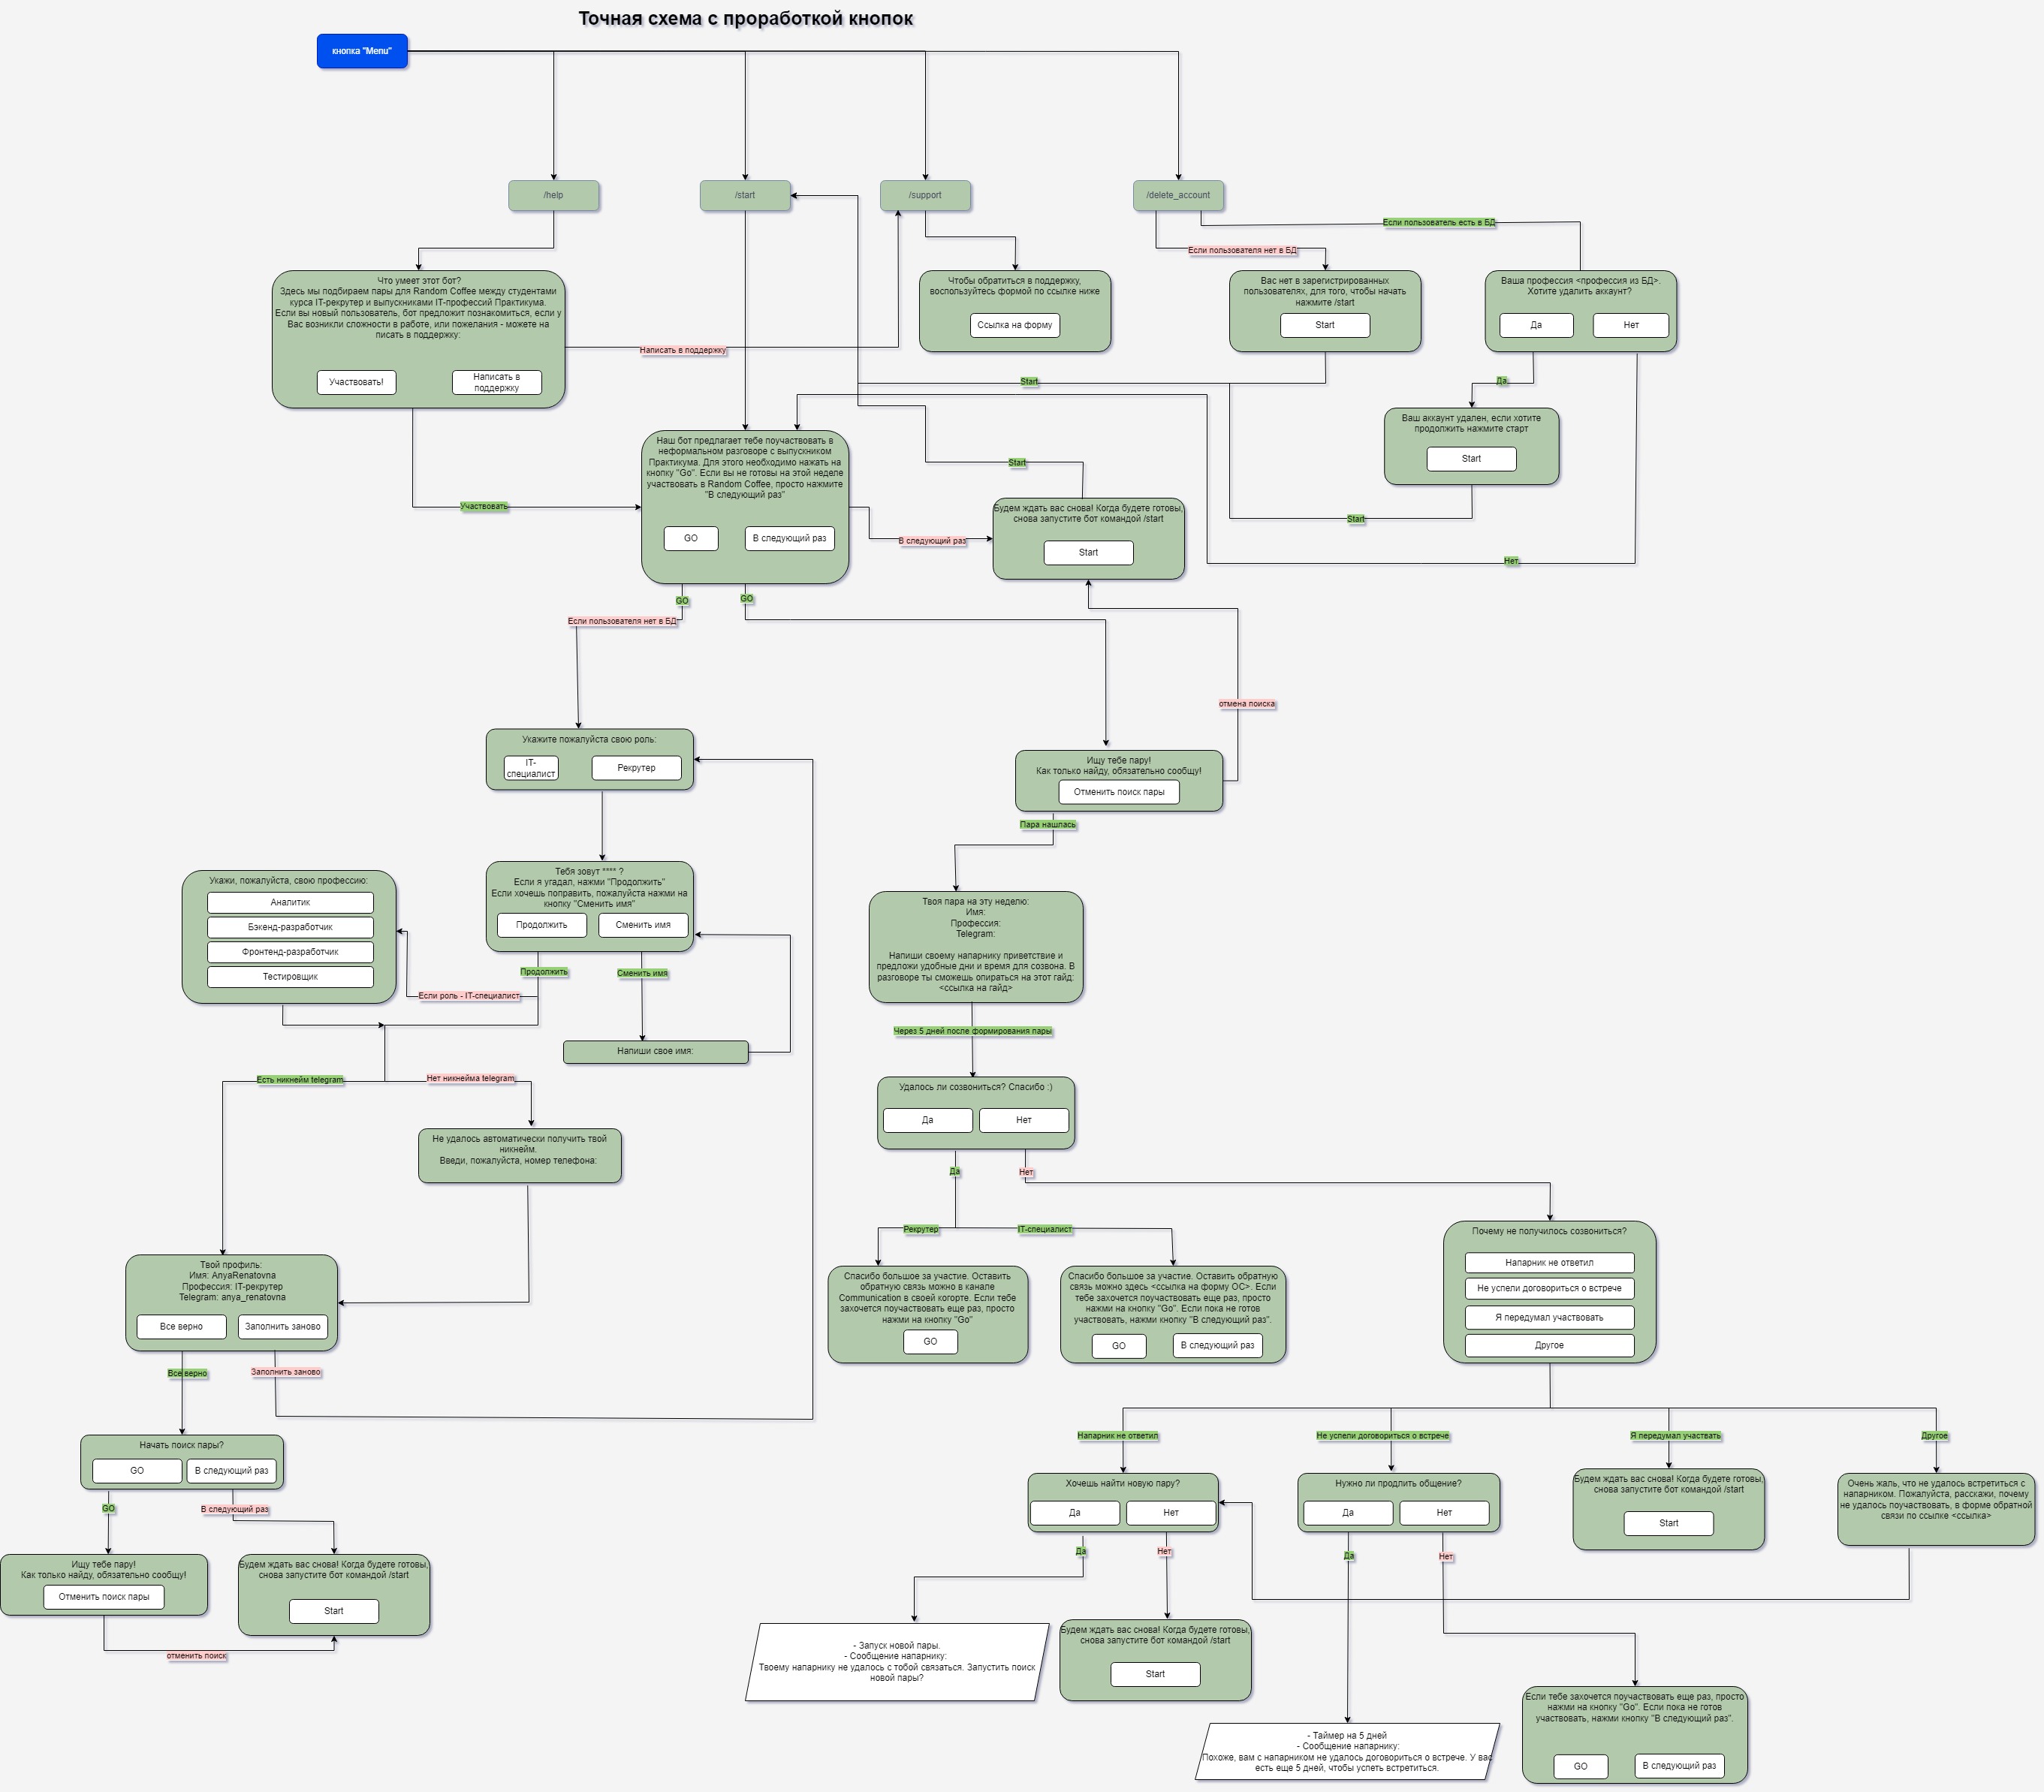 Точная схема с проработкой кнопок
кнопка "Menu"
/help
/start
/support
/delete_account
Если пользователь есть в БД
Если пользователя нет в БД
Что умеет этот бот?
Здесь мы подбираем пары для Random Coffee между студентами
курса IT-рекрутер и выпускниками IT-профессий Практикума.
Если вы новый пользователь, бот предложит познакомиться, если у
Вас возникли сложности в работе, или пожелания - можете на
писать в поддержку:
Участвовать!
Написать в
поддержку
Написать в поддержку
Чтобы обратиться в поддержку,
воспользуйтесь формой по ссылке ниже
Ссылка на форму
Вас нет в зарегистрированных
пользователях, для того, чтобы начать
нажмите /start
Start
Ваша профессия <профессия из БД>.
Хотите удалить аккаунт?
Да
Нет
Start
Да
Ваш аккаунт удален, если хотите
продолжить нажмите старт
Start
Start
Нет
Наш бот предлагает тебе поучаствовать в
неформальном разговоре с выпускником
Практикума. Для этого необходимо нажать на
кнопку "Go". Если вы не готовы на этой неделе
участвовать в Random Coffee, просто нажмите
"В следующий раз"
GO
В следующий раз
Участвовать
Start
В следующий раз
Будем ждать вас снова! Когда будете готовы,
снова запустите бот командой /start
Start
GO
GO
Если пользователя нет в БД
отмена поиска
Укажите пожалуйста свою роль:
IT-
специалист
Рекрутер
Ищу тебе пару!
Как только найду, обязательно сообщу!
Отменить поиск пары
Пара нашлась
Укажи, пожалуйста, свою профессию:
Аналитик
Бэкенд-разработчик
Фронтенд-разработчик
Тестировщик
Тебя зовут **** ?
Если я угадал, нажми "Продолжить"
Если хочешь поправить, пожалуйста нажми на
кнопку "Сменить имя"
Продолжить
Сменить имя
Продолжить
Сменить имя
Если роль - IT-специалист
Напиши свое имя:
Твоя пара на эту неделю:
Имя:
Профессия:
Telegram:
Напиши своему напарнику приветствие и
предложи удобные дни и время для созвона. В
разговоре ты сможешь опираться на этот гайд:
<ссылка на гайд>
Через 5 дней после формирования пары
Есть никнейм telegram
Нет никнейма telegram
Не удалось автоматически получить твой
никнейм.
Введи, пожалуйста, номер телефона:
Удалось ли созвониться? Спасибо :)
Да
Нет
Да
Нет
Рекрутер
IT-специалист
Твой профиль:
Имя: AnyaRenatovna
Профессия: IT-рекрутер
Telegram: anya_renatovna
Все верно
Заполнить заново
Все верно
Заполнить заново
Спасибо большое за участие. Оставить
обратную связь можно в канале
Communication в своей когорте. Если тебе
захочется поучаствовать еще раз, просто
нажми на кнопку "Go"
GO
Спасибо большое за участие. Оставить обратную
связь можно здесь <ссылка на форму ОС>. Если
тебе захочется поучаствовать еще раз, просто
нажми на кнопку "Go". Если пока не готов
участвовать, нажми кнопку "В следующий раз".
GO
В следующий раз
Почему не получилось созвониться?
Напарник не ответил
Не успели договориться о встрече
Я передумал участвовать
Другое
Напарник не ответил
Не успели договориться о встрече
Я передумал участвать
Другое
Начать поиск пары?
GO
В следующий раз
GO
В следующий раз
Ищу тебе пару!
Как только найду, обязательно сообщу!
Отменить поиск пары
Будем ждать вас снова! Когда будете готовы,
снова запустите бот командой /start
Start
отменить поиск
Хочешь найти новую пару?
Да
Нет
Да
Нет
Нужно ли продлить общение?
Да
Нет
Да
Нет
Будем ждать вас снова! Когда будете готовы,
снова запустите бот командой /start
Start
Очень жаль, что не удалось встретиться с
напарником. Пожалуйста, расскажи, почему
не удалось поучаствовать, в форме обратной
связи по ссылке <ссылка>
- Запуск новой пары.
- Сообщение напарнику:
Твоему напарнику не удалось с тобой связаться. Запустить поиск
новой пары?
Будем ждать вас снова! Когда будете готовы,
снова запустите бот командой /start
Start
- Таймер на 5 дней
- Сообщение напарнику:
Похоже, вам с напарником не удалось договориться о встрече. У вас
есть еще 5 дней, чтобы успеть встретиться.
Если тебе захочется поучаствовать еще раз, просто
нажми на кнопку "Go". Если пока не готов
участвовать, нажми кнопку "В следующий раз".
GO
В следующий раз